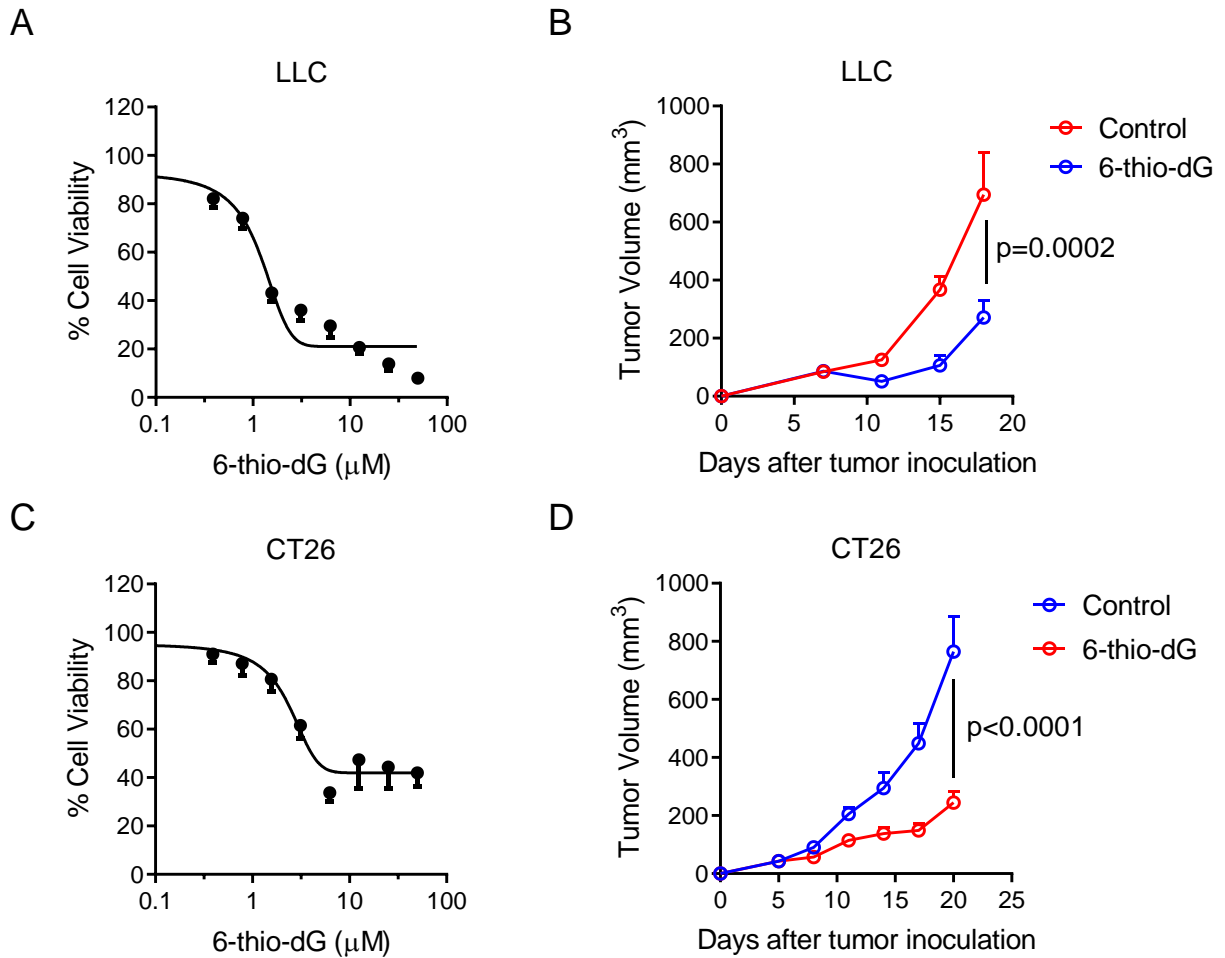 A
LLC
120
100
80
60
40
20
0
% Cell Viability
0.1 1 10 100
6-thio-dG (μM)
B
LLC
1000
800
600
400
200
0
Tumor Volume (mm³)
0 5 10 15 20
Days after tumor inoculation
Control
6-thio-dG
p=0.0002
C
CT26
120
100
80
60
40
20
0
% Cell Viability
0.1 1 10 100
6-thio-dG (μM)
D
CT26
1000
800
600
400
200
0
Tumor Volume (mm³)
0 5 10 15 20 25
Days after tumor inoculation
Control
6-thio-dG
p<0.0001